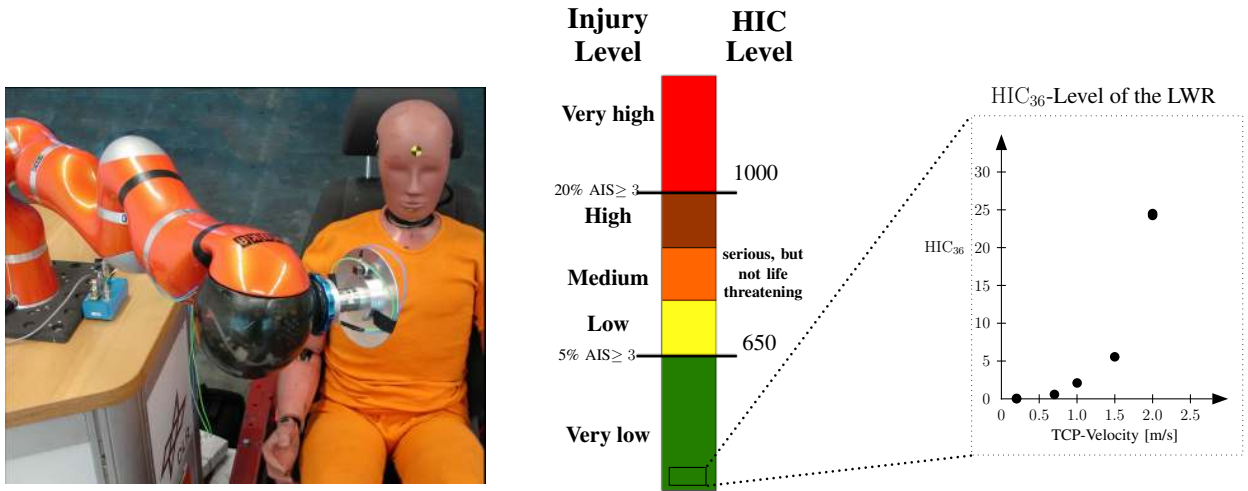 Injury
Level
HIC
Level
Very high
1000
20% AIS≥ 3
High
Medium
serious, but
not life
threatening
Low
650
5% AIS≥ 3
Very low
HIC₃₆-Level of the LWR
30
25
HIC₃₆
20
15
10
5
0
0 0.5 1.0 1.5 2.0 2.5
TCP-Velocity [m/s]